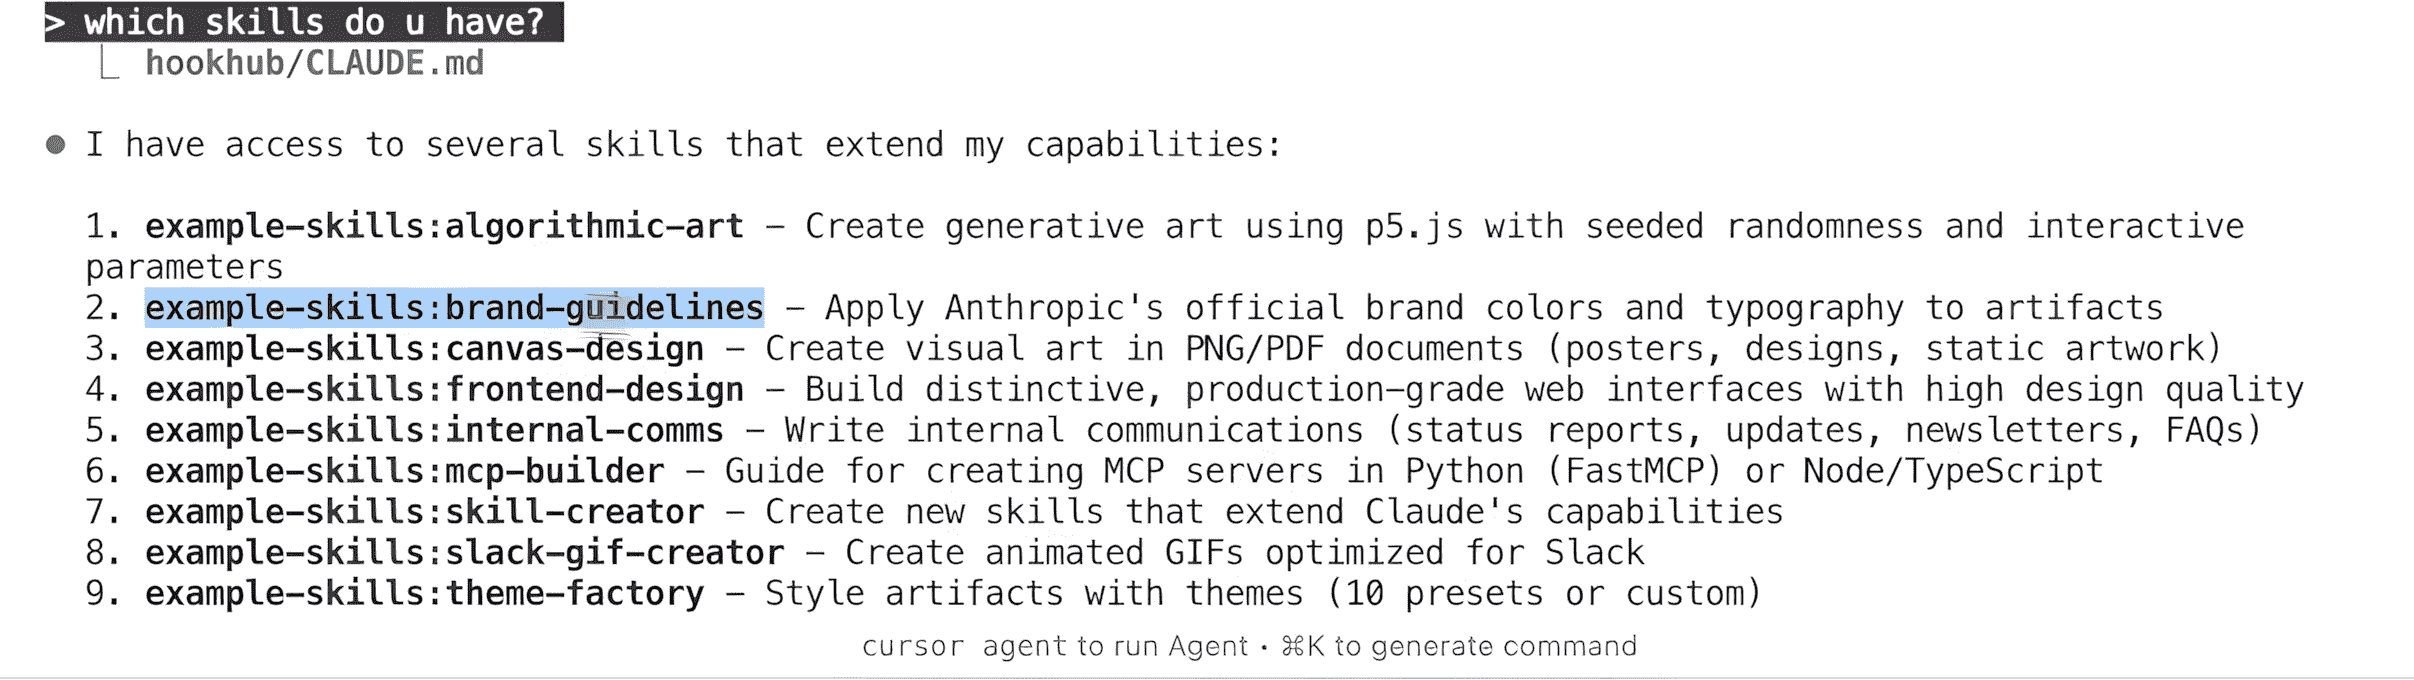 > which skills do u have?
⎿ hookhub/CLAUDE.md
● I have access to several skills that extend my capabilities:
1. example-skills:algorithmic-art – Create generative art using p5.js with seeded randomness and interactive
parameters
2. example-skills:brand-guidelines – Apply Anthropic's official brand colors and typography to artifacts
3. example-skills:canvas-design – Create visual art in PNG/PDF documents (posters, designs, static artwork)
4. example-skills:frontend-design – Build distinctive, production-grade web interfaces with high design quality
5. example-skills:internal-comms – Write internal communications (status reports, updates, newsletters, FAQs)
6. example-skills:mcp-builder – Guide for creating MCP servers in Python (FastMCP) or Node/TypeScript
7. example-skills:skill-creator – Create new skills that extend Claude's capabilities
8. example-skills:slack-gif-creator – Create animated GIFs optimized for Slack
9. example-skills:theme-factory – Style artifacts with themes (10 presets or custom)
cursor agent to run Agent · ⌘K to generate command